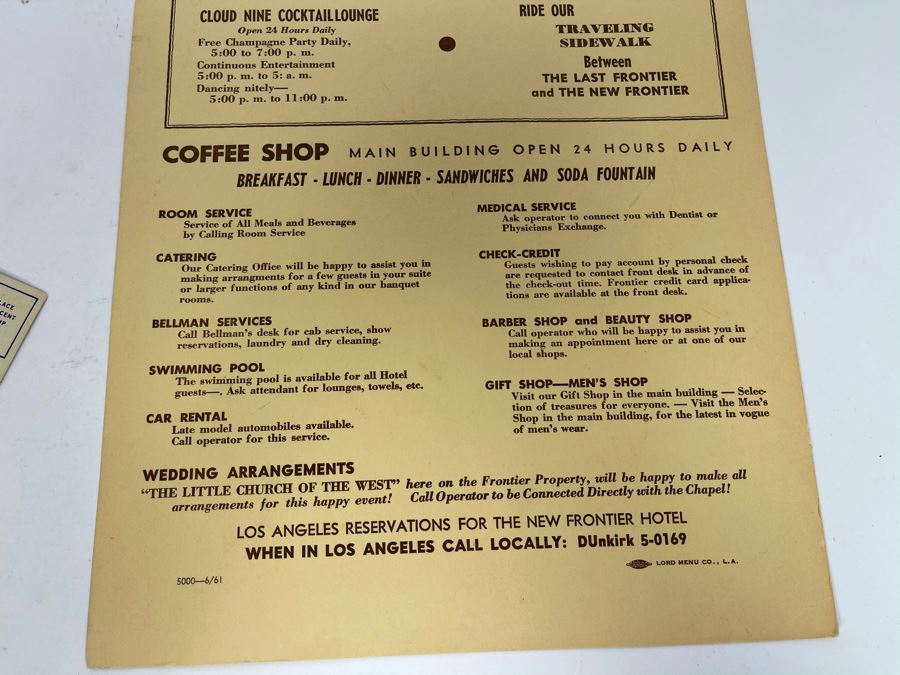 CLOUD NINE COCKTAILLOUNGE
Open 24 Hours Daily
Free Champagne Party Daily,
5:00 to 7:00 p. m.
Continuous Entertainment
5:00 p. m. to 5: a. m.
Dancing nitely—
5:00 p. m. to 11:00 p. m.
RIDE OUR
TRAVELING
SIDEWALK
Between
THE LAST FRONTIER
and THE NEW FRONTIER
COFFEE SHOP MAIN BUILDING OPEN 24 HOURS DAILY
BREAKFAST - LUNCH - DINNER - SANDWICHES AND SODA FOUNTAIN
ROOM SERVICE
Service of All Meals and Beverages
by Calling Room Service
CATERING
Our Catering Office will be happy to assist you in
making arrangments for a few guests in your suite
or larger functions of any kind in our banquet
rooms.
BELLMAN SERVICES
Call Bellman's desk for cab service, show
reservations, laundry and dry cleaning.
SWIMMING POOL
The swimming pool is available for all Hotel
guests—. Ask attendant for lounges, towels, etc.
CAR RENTAL
Late model automobiles available.
Call operator for this service.
MEDICAL SERVICE
Ask operator to connect you with Dentist or
Physicians Exchange.
CHECK-CREDIT
Guests wishing to pay account by personal check
are requested to contact front desk in advance of
the check-out time. Frontier credit card applica-
tions are available at the front desk.
BARBER SHOP and BEAUTY SHOP
Call operator who will be happy to assist you in
making an appointment here or at one of our
local shops.
GIFT SHOP—MEN'S SHOP
Visit our Gift Shop in the main building — Selec-
tion of treasures for everyone. — Visit the Men's
Shop in the main building, for the latest in vogue
of men's wear.
WEDDING ARRANGEMENTS
"THE LITTLE CHURCH OF THE WEST" here on the Frontier Property, will be happy to make all
arrangements for this happy event! Call Operator to be Connected Directly with the Chapel!
LOS ANGELES RESERVATIONS FOR THE NEW FRONTIER HOTEL
WHEN IN LOS ANGELES CALL LOCALLY: DUnkirk 5-0169
LORD MENU CO., L.A.
5000—6/61